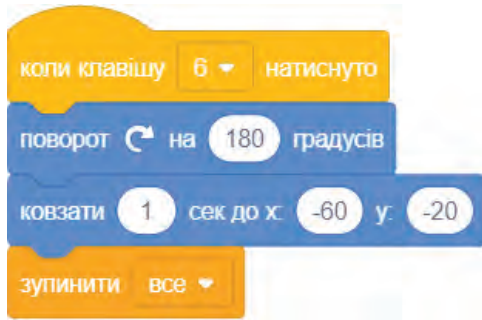 коли клавішу 6 натиснуто
поворот на 180 градусів
ковзати 1 сек до x: -60 y: -20
зупинити все